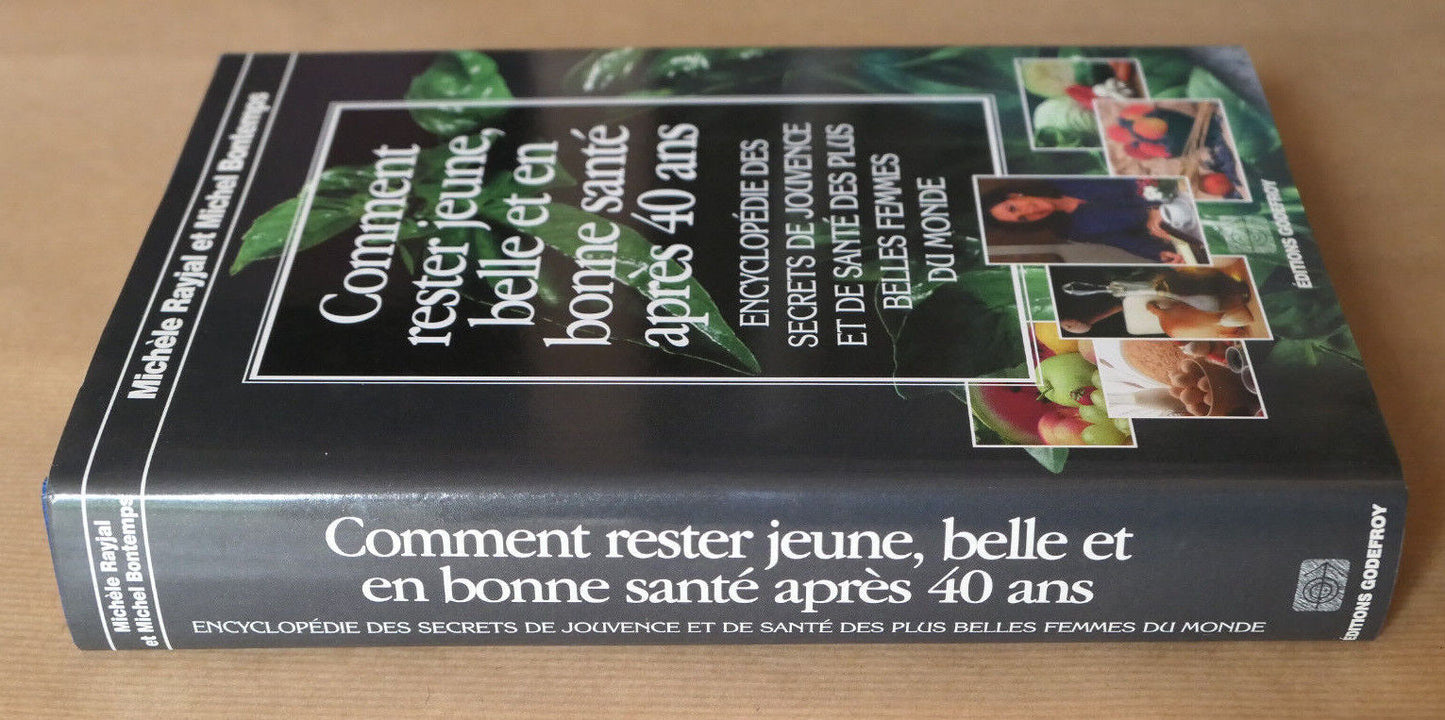 Michèle Rayjal et Michel Bontemps
Comment
rester jeune,
belle et en
bonne santé
après 40 ans
ENCYCLOPÉDIE DES
SECRETS DE JOUVENCE
ET DE SANTÉ DES PLUS
BELLES FEMMES
DU MONDE
ÉDITIONS GODEFROY
Michèle Rayjal
et Michel Bontemps
Comment rester jeune, belle et
en bonne santé après 40 ans
ENCYCLOPÉDIE DES SECRETS DE JOUVENCE ET DE SANTÉ DES PLUS BELLES FEMMES DU MONDE
ÉDITIONS GODEFROY